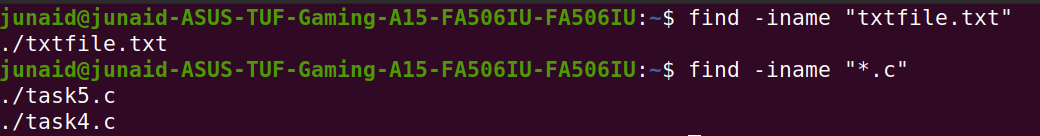 junaid@junaid-ASUS-TUF-Gaming-A15-FA506IU-FA506IU:~$ find -iname "txtfile.txt"
./txtfile.txt
junaid@junaid-ASUS-TUF-Gaming-A15-FA506IU-FA506IU:~$ find -iname "*.c"
./task5.c
./task4.c